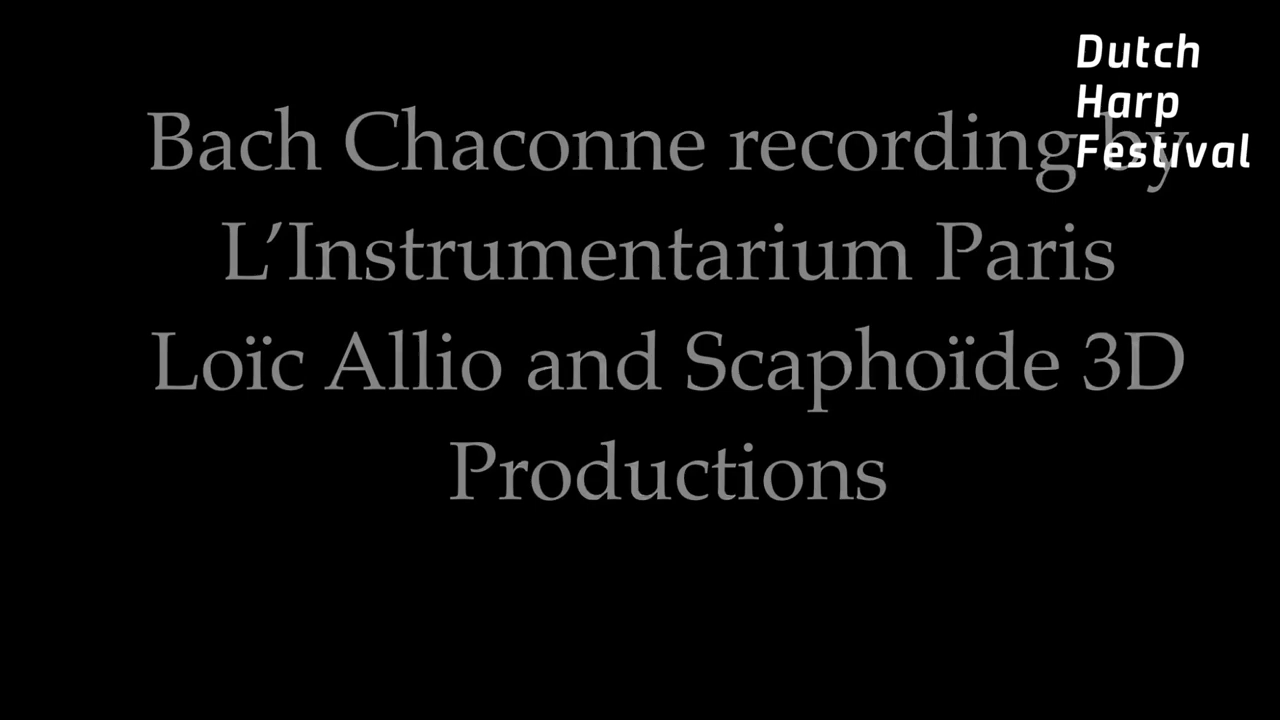 Dutch
Harp
Festival
Bach Chaconne recording by
L’Instrumentarium Paris
Loïc Allio and Scaphoïde 3D
Productions